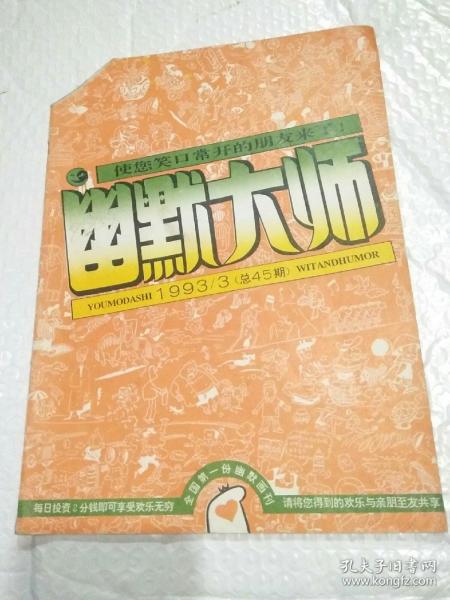 使您笑口常开的朋友来了！
幽默大师
YOUMODASHI 1993/3（总45期） WITANDHUMOR
全国第一份幽默画刊
每日投资2分钱即可享受欢乐无穷
请将您得到的欢乐与亲朋至友共享
孔夫子旧书网
www.kongfz.com